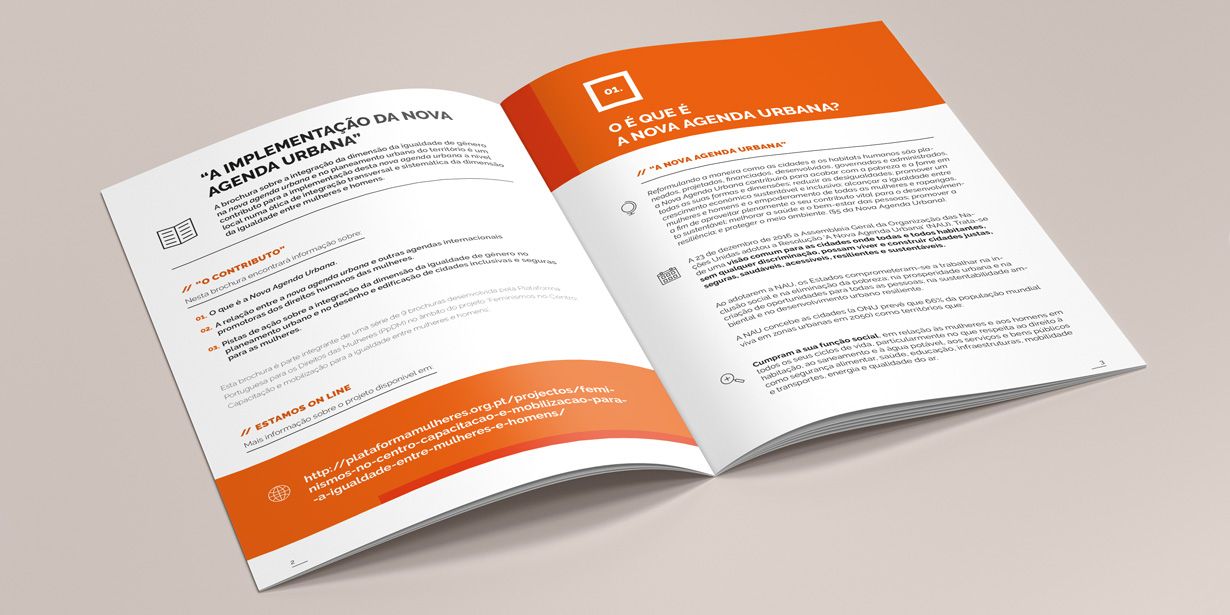 “A IMPLEMENTAÇÃO DA NOVA
AGENDA URBANA”
A brochura sobre a integração da dimensão da igualdade de género
na nova agenda urbana e no planeamento urbano do território é um
contributo para a implementação desta nova agenda urbana a nível
local numa ótica de integração transversal e sistemática da dimensão
da igualdade entre mulheres e homens.
// “O CONTRIBUTO”
Nesta brochura encontrará informação sobre:
01. O que é a Nova Agenda Urbana.
02. A relação entre a nova agenda urbana e outras agendas internacionais
promotoras dos direitos humanos das mulheres.
03. Pistas de ação sobre a integração da dimensão da igualdade de género no
planeamento urbano e no desenho e edificação de cidades inclusivas e seguras
para as mulheres.
Esta brochura é parte integrante de uma série de 9 brochuras desenvolvida pela Plataforma
Portuguesa para os Direitos das Mulheres (PpDM) no âmbito do projeto: Feminismos no Centro:
Capacitação e mobilização para a igualdade entre mulheres e homens.
// ESTAMOS ON LINE
Mais informação sobre o projeto disponível em:
http://plataformamulheres.org.pt/projectos/femi-
nismos-no-centro-capacitacao-e-mobilizacao-para-
-a-igualdade-entre-mulheres-e-homens/
2
01.
O É QUE É
A NOVA AGENDA URBANA?
// “A NOVA AGENDA URBANA”
Reformulando a maneira como as cidades e os habitats humanos são pla-
neados, projetados, financiados, desenvolvidos, governados e administrados,
a Nova Agenda Urbana contribuirá para acabar com a pobreza e a fome em
todas as suas formas e dimensões; reduzir as desigualdades; promover um
crescimento económico sustentável e inclusivo; alcançar a igualdade entre
mulheres e homens e o empoderamento de todas as mulheres e raparigas,
a fim de aproveitar plenamente o seu contributo vital para o desenvolvimen-
to sustentável; melhorar a saúde e o bem-estar das pessoas; promover a
resiliência; e proteger o meio ambiente. (§5 da Nova Agenda Urbana).
A 23 de dezembro de 2016 a Assembleia Geral da Organização das Na-
ções Unidas adotou a Resolução ‘A Nova Agenda Urbana’ (NAU). Trata-se
de uma visão comum para as cidades onde todas e todos habitantes,
sem qualquer discriminação, possam viver e construir cidades justas,
seguras, saudáveis, acessíveis, resilientes e sustentáveis.
Ao adotarem a NAU, os Estados comprometeram-se a trabalhar na in-
clusão social e na eliminação da pobreza; na prosperidade urbana e na
criação de oportunidades para todas as pessoas; na sustentabilidade am-
biental e no desenvolvimento urbano resiliente.
A NAU concebe as cidades (a ONU prevê que 66% da população mundial
viva em zonas urbanas em 2050) como territórios que:
Cumpram a sua função social, em relação às mulheres e aos homens em
todos os seus ciclos de vida, particularmente no que respeita ao direito à
habitação, ao saneamento e à água potável, aos serviços e bens públicos
como segurança alimentar, saúde, educação, infraestruturas, mobilidade
e transportes, energia e qualidade do ar.
3